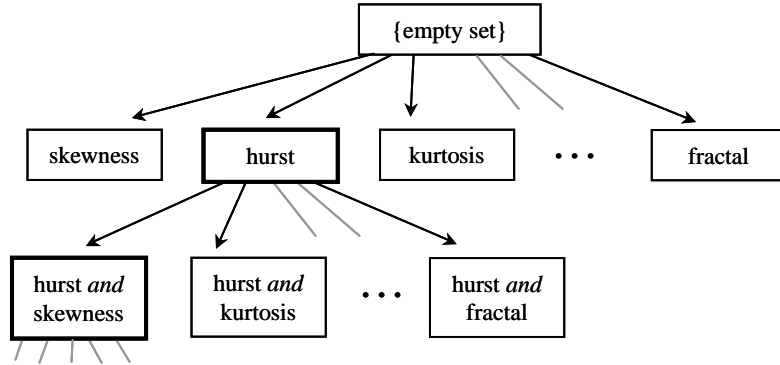 {empty set}
skewness
hurst
kurtosis
• • •
fractal
hurst and
skewness
hurst and
kurtosis
• • •
hurst and
fractal